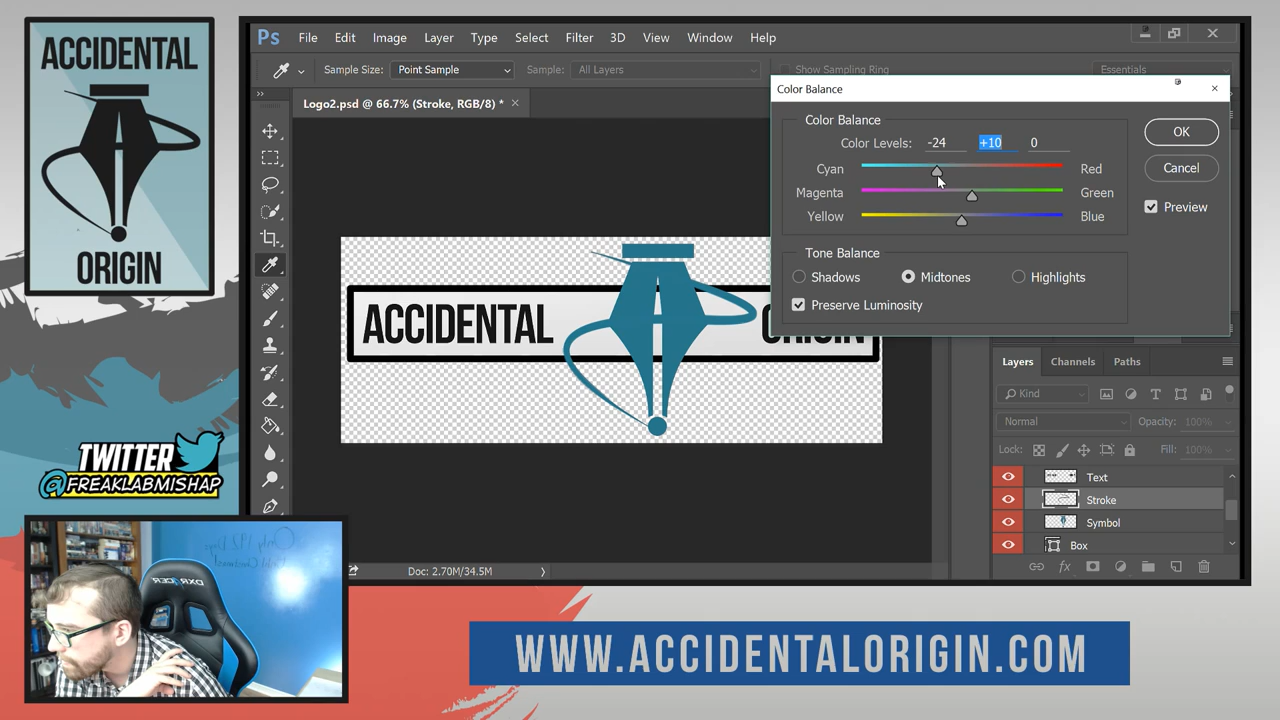 ACCIDENTAL
ORIGIN
TWITTER
@FREAKLABMISHAP
Ps File Edit Image Layer Type Select Filter 3D View Window Help
Sample Size: Point Sample Sample: All Layers Show Sampling Ring Essentials
Logo2.psd @ 66.7% (Stroke, RGB/8) * ×
Color Balance
Color Balance
Color Levels: -24 +10 0
Cyan Red
Magenta Green
Yellow Blue
OK
Cancel
Preview
Tone Balance
Shadows Midtones Highlights
Preserve Luminosity
ACCIDENTAL ORIGIN
Layers Channels Paths
Kind
Normal Opacity: 100%
Lock: Fill: 100%
Text
Stroke
Symbol
Box
fx
Doc: 2.70M/34.5M
DXRACER
WWW.ACCIDENTALORIGIN.COM